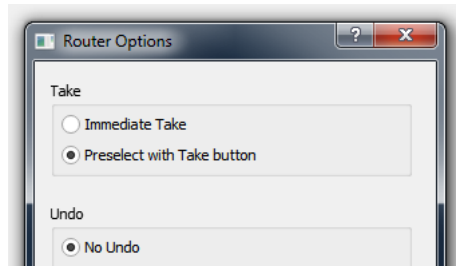 Router Options
Take
Immediate Take
Preselect with Take button
Undo
No Undo